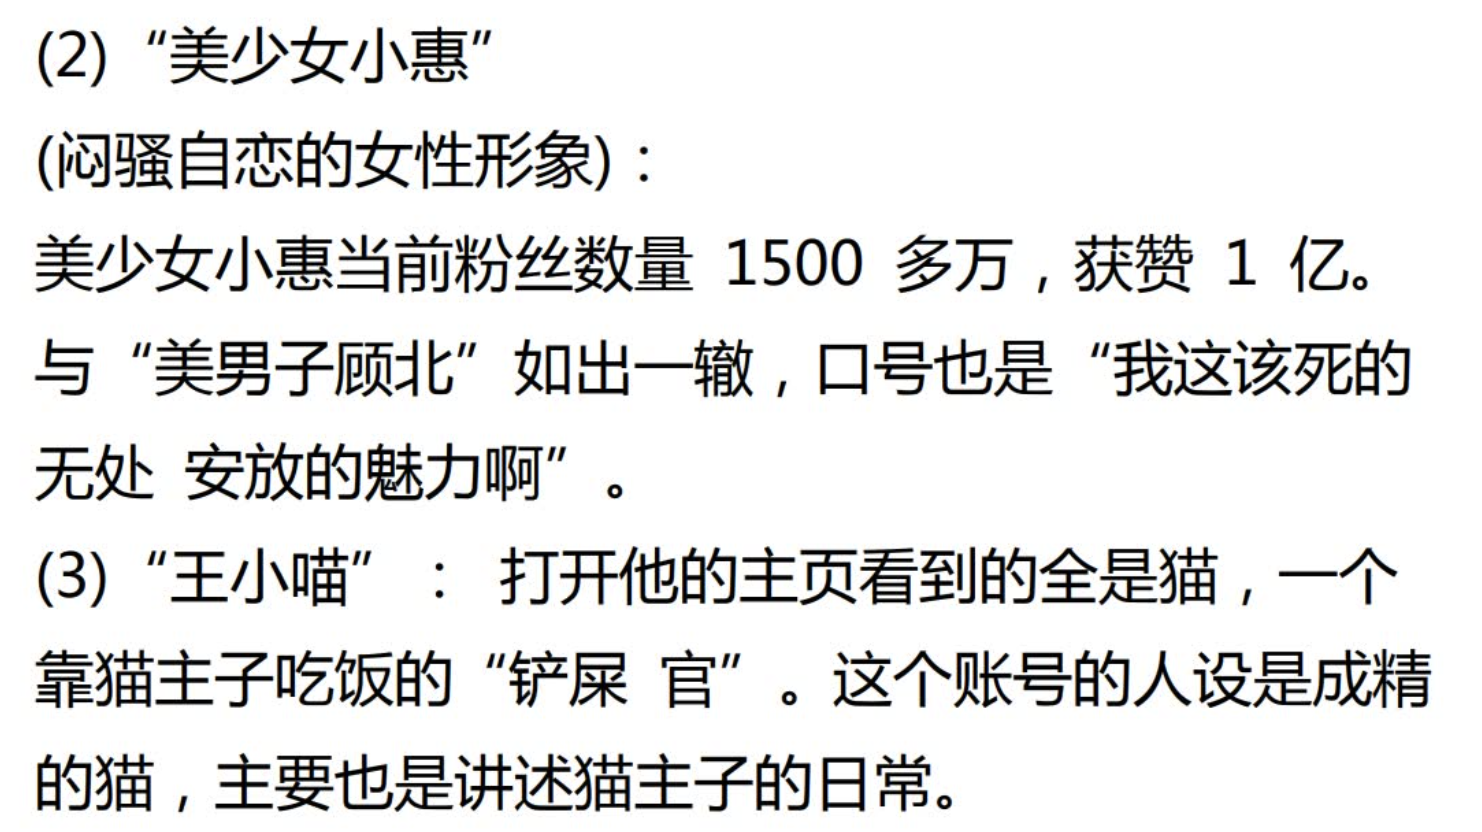 (2)“美少女小惠”
(闷骚自恋的女性形象)：
美少女小惠当前粉丝数量 1500 多万，获赞 1 亿。
与“美男子顾北”如出一辙，口号也是“我这该死的
无处 安放的魅力啊”。
(3)“王小喵” ： 打开他的主页看到的全是猫，一个
靠猫主子吃饭的“铲屎 官”。这个账号的人设是成精
的猫，主要也是讲述猫主子的日常。